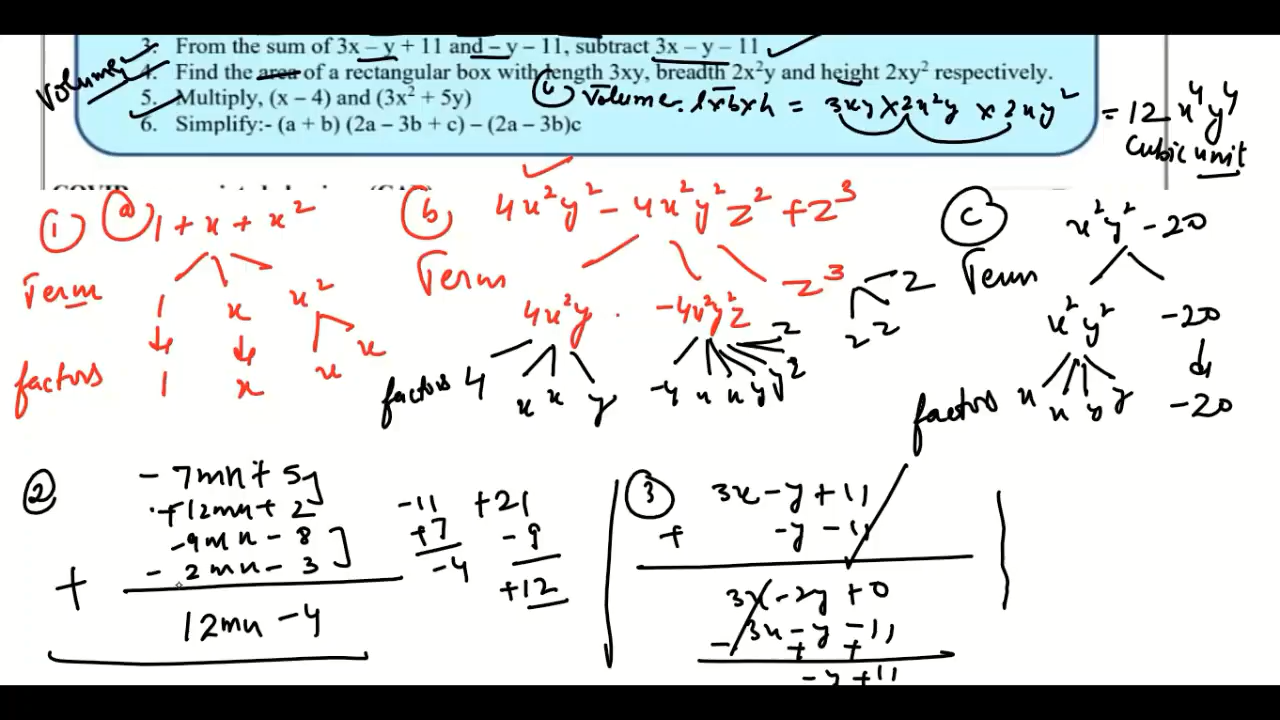 3. From the sum of 3x – y + 11 and – y – 11, subtract 3x – y – 11
Volume
4. Find the area of a rectangular box with length 3xy, breadth 2x²y and height 2xy² respectively.
5. Multiply, (x – 4) and (3x² + 5y)
Volume. l×b×h = 3xy × 2x²y × 2xy² = 12 x⁴y⁴
Cubic unit
6. Simplify:- (a + b) (2a – 3b + c) – (2a – 3b)c
① ⓐ 1 + x + x²
Term 1 x x²
x x
factors 1 x
ⓑ 4x²y² – 4x²y²z² + z³
Term 4x²y . -4x²y²z z³
z z z
factors 4 x x y -4 x x y y z z
ⓒ x²y² – 20
Term x²y² -20
factors x x y y -20
② - 7mn + 5
+12mn + 2
-9mn - 8
- 2mn - 3
+
12mn - 4
-11 +21
+7 -9
-4 +12
③ 3x - y + 11
+ -y - 11
3x - 2y + 0
- 3x - y - 11
+ +
- y + 11